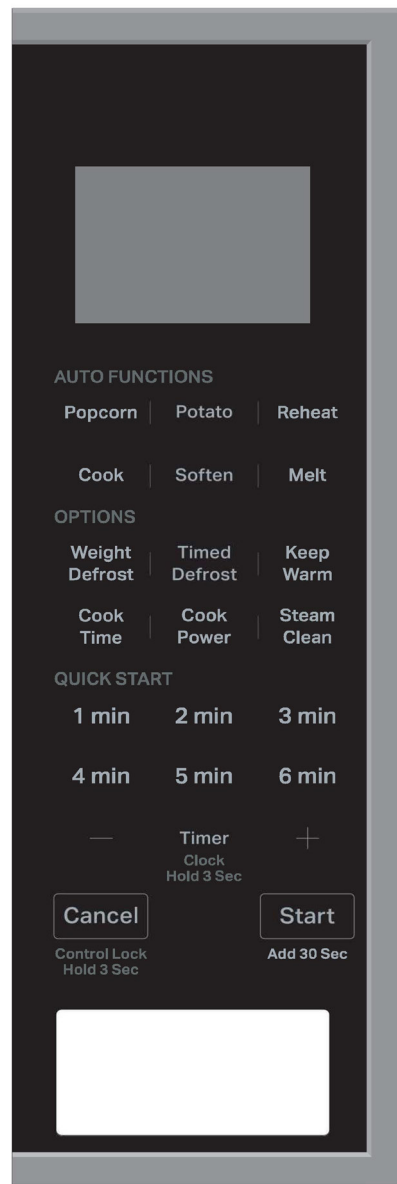 AUTO FUNCTIONS
Popcorn Potato Reheat
Cook Soften Melt
OPTIONS
Weight Timed Keep
Defrost Defrost Warm
Cook Cook Steam
Time Power Clean
QUICK START
1 min 2 min 3 min
4 min 5 min 6 min
— Timer +
Clock
Hold 3 Sec
Cancel Start
Control Lock Add 30 Sec
Hold 3 Sec